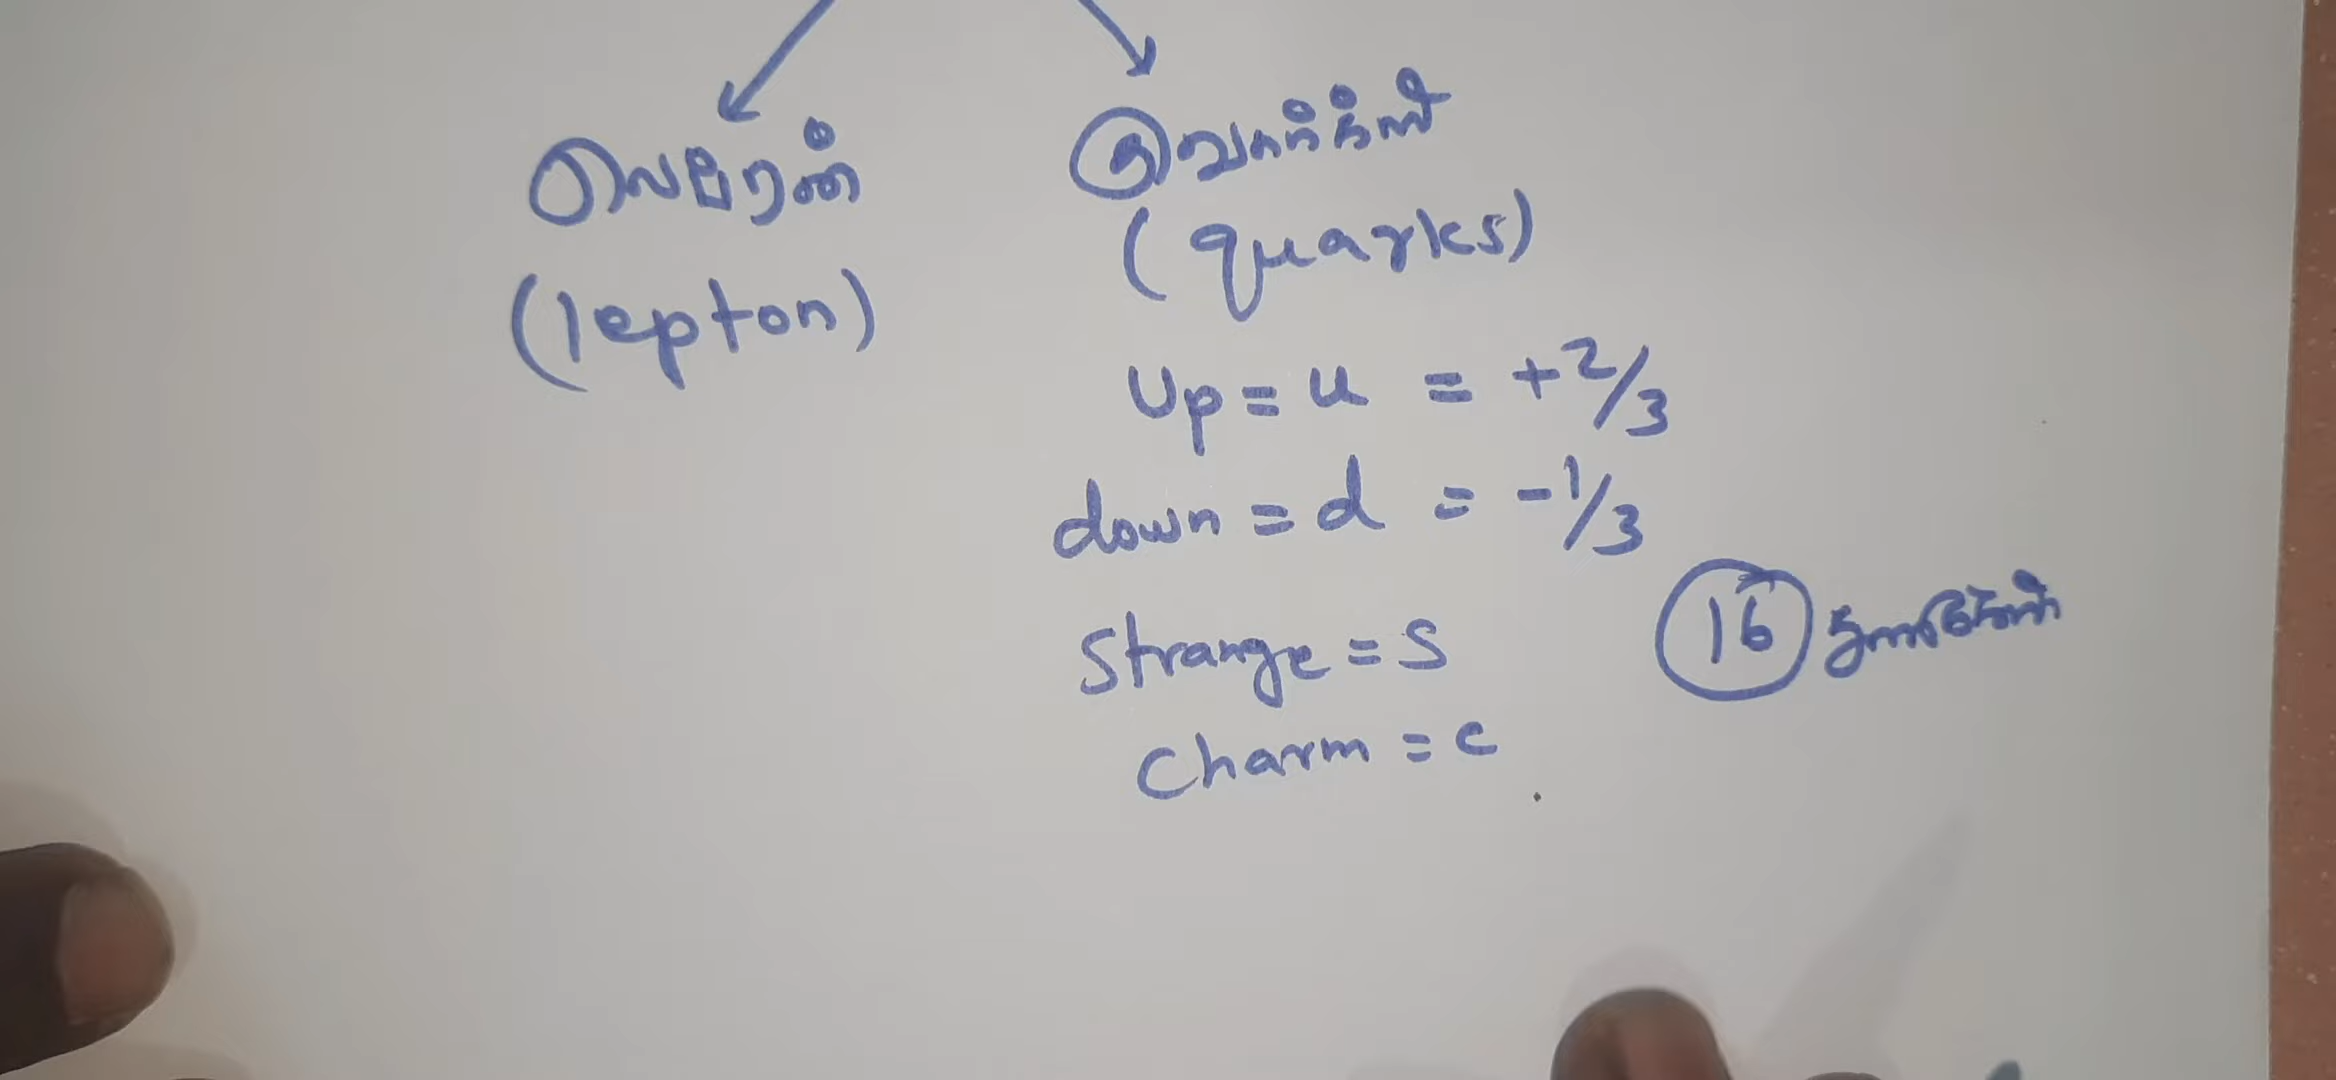 லெப்டான்
(lepton)
குவார்க்ஸ்
(quarks)
Up = u = +2/3
down = d = -1/3
Strange = s
Charm = c
16